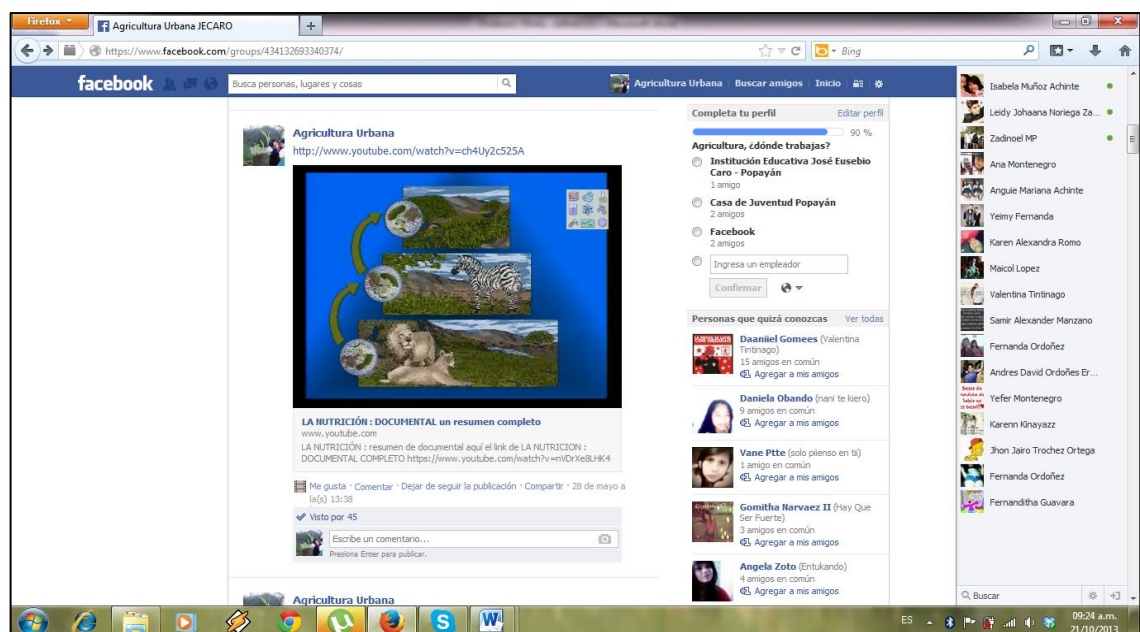 Firefox
Agricultura Urbana JECARO
https://www.facebook.com/groups/434132693340374/
Bing
facebook
Busca personas, lugares y cosas
Agricultura Urbana
Buscar amigos
Inicio
Agricultura Urbana
http://www.youtube.com/watch?v=ch4Uy2c525A
LA NUTRICIÓN : DOCUMENTAL un resumen completo
www.youtube.com
LA NUTRICIÓN : resumen de documental aquí el link de LA NUTRICION :
DOCUMENTAL COMPLETO https://www.youtube.com/watch?v=nVDrXe8LHK4
Me gusta · Comentar · Dejar de seguir la publicación · Compartir · 28 de mayo a
la(s) 13:38
Visto por 45
Escribe un comentario...
Presiona Enter para publicar.
Agricultura Urbana
Completa tu perfil
Editar perfil
90 %
Agricultura, ¿dónde trabajas?
Institución Educativa José Eusebio
Caro - Popayán
1 amigo
Casa de Juventud Popayán
2 amigos
Facebook
2 amigos
Ingresa un empleador
Confirmar
Personas que quizá conozcas
Ver todas
Daaniiel Gomees (Valentina
Tintinago)
15 amigos en común
Agregar a mis amigos
Daniela Obando (nani te kiero)
9 amigos en común
Agregar a mis amigos
Vane Ptte (solo piienso en tii)
1 amigo en común
Agregar a mis amigos
Gomitha Narvaez II (Hay Que
Ser Fuerte)
3 amigos en común
Agregar a mis amigos
Angela Zoto (Entukando)
4 amigos en común
Agregar a mis amigos
Isabela Muñoz Achinte
Leidy Johaana Noriega Za...
Zadinoel MP
Ana Montenegro
Anguie Mariana Achinte
Yeimy Fernanda
Karen Alexandra Romo
Maicol Lopez
Valentina Tintinago
Samir Alexander Manzano
Fernanda Ordoñez
Andres David Ordoñes Er...
Yefer Montenegro
Karenn Kinayazz
Jhon Jairo Trochez Ortega
Fernanda Ordoñez
Fernanditha Guavara
Buscar
ES
09:24 a.m.
21/10/2013